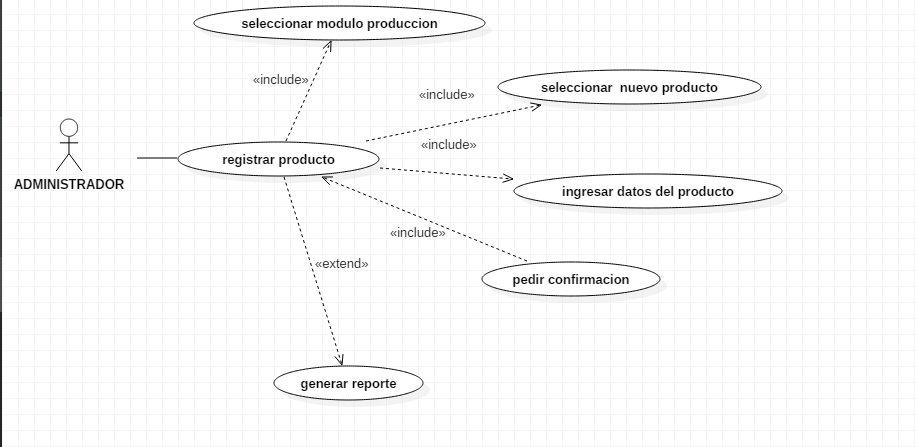 seleccionar modulo produccion
«include»
seleccionar  nuevo producto
«include»
«include»
registrar producto
ADMINISTRADOR
ingresar datos del producto
«include»
«extend»
pedir confirmacion
generar reporte